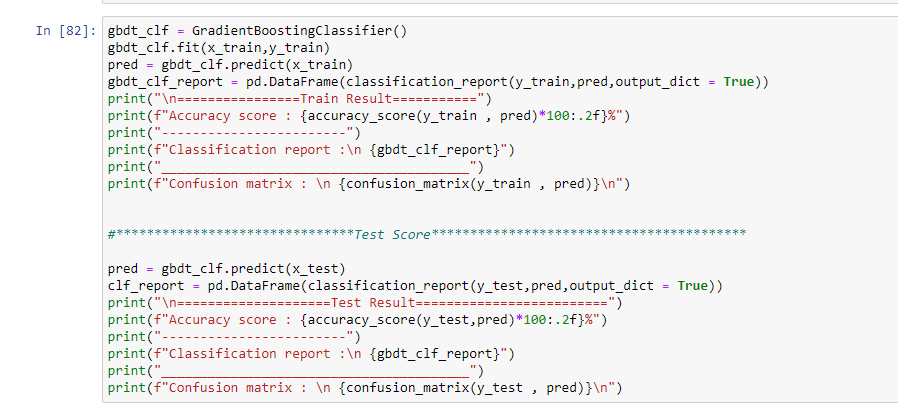 In [82]: gbdt_clf = GradientBoostingClassifier()
gbdt_clf.fit(x_train,y_train)
pred = gbdt_clf.predict(x_train)
gbdt_clf_report = pd.DataFrame(classification_report(y_train,pred,output_dict = True))
print("\n================Train Result===========")
print(f"Accuracy score : {accuracy_score(y_train , pred)*100:.2f}%")
print("------------------------")
print(f"Classification report :\n {gbdt_clf_report}")
print("________________________________________")
print(f"Confusion matrix : \n {confusion_matrix(y_train , pred)}\n")
#*******************************Test Score*****************************************
pred = gbdt_clf.predict(x_test)
clf_report = pd.DataFrame(classification_report(y_test,pred,output_dict = True))
print("\n====================Test Result=========================")
print(f"Accuracy score : {accuracy_score(y_test,pred)*100:.2f}%")
print("------------------------")
print(f"Classification report :\n {gbdt_clf_report}")
print("________________________________________")
print(f"Confusion matrix : \n {confusion_matrix(y_test , pred)}\n")